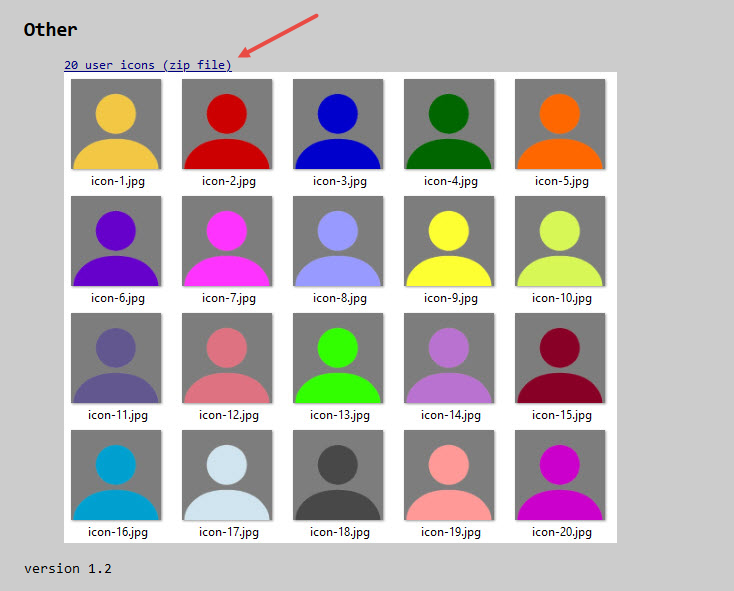 Other
20 user icons (zip file)
icon-1.jpg icon-2.jpg icon-3.jpg icon-4.jpg icon-5.jpg
icon-6.jpg icon-7.jpg icon-8.jpg icon-9.jpg icon-10.jpg
icon-11.jpg icon-12.jpg icon-13.jpg icon-14.jpg icon-15.jpg
icon-16.jpg icon-17.jpg icon-18.jpg icon-19.jpg icon-20.jpg
version 1.2